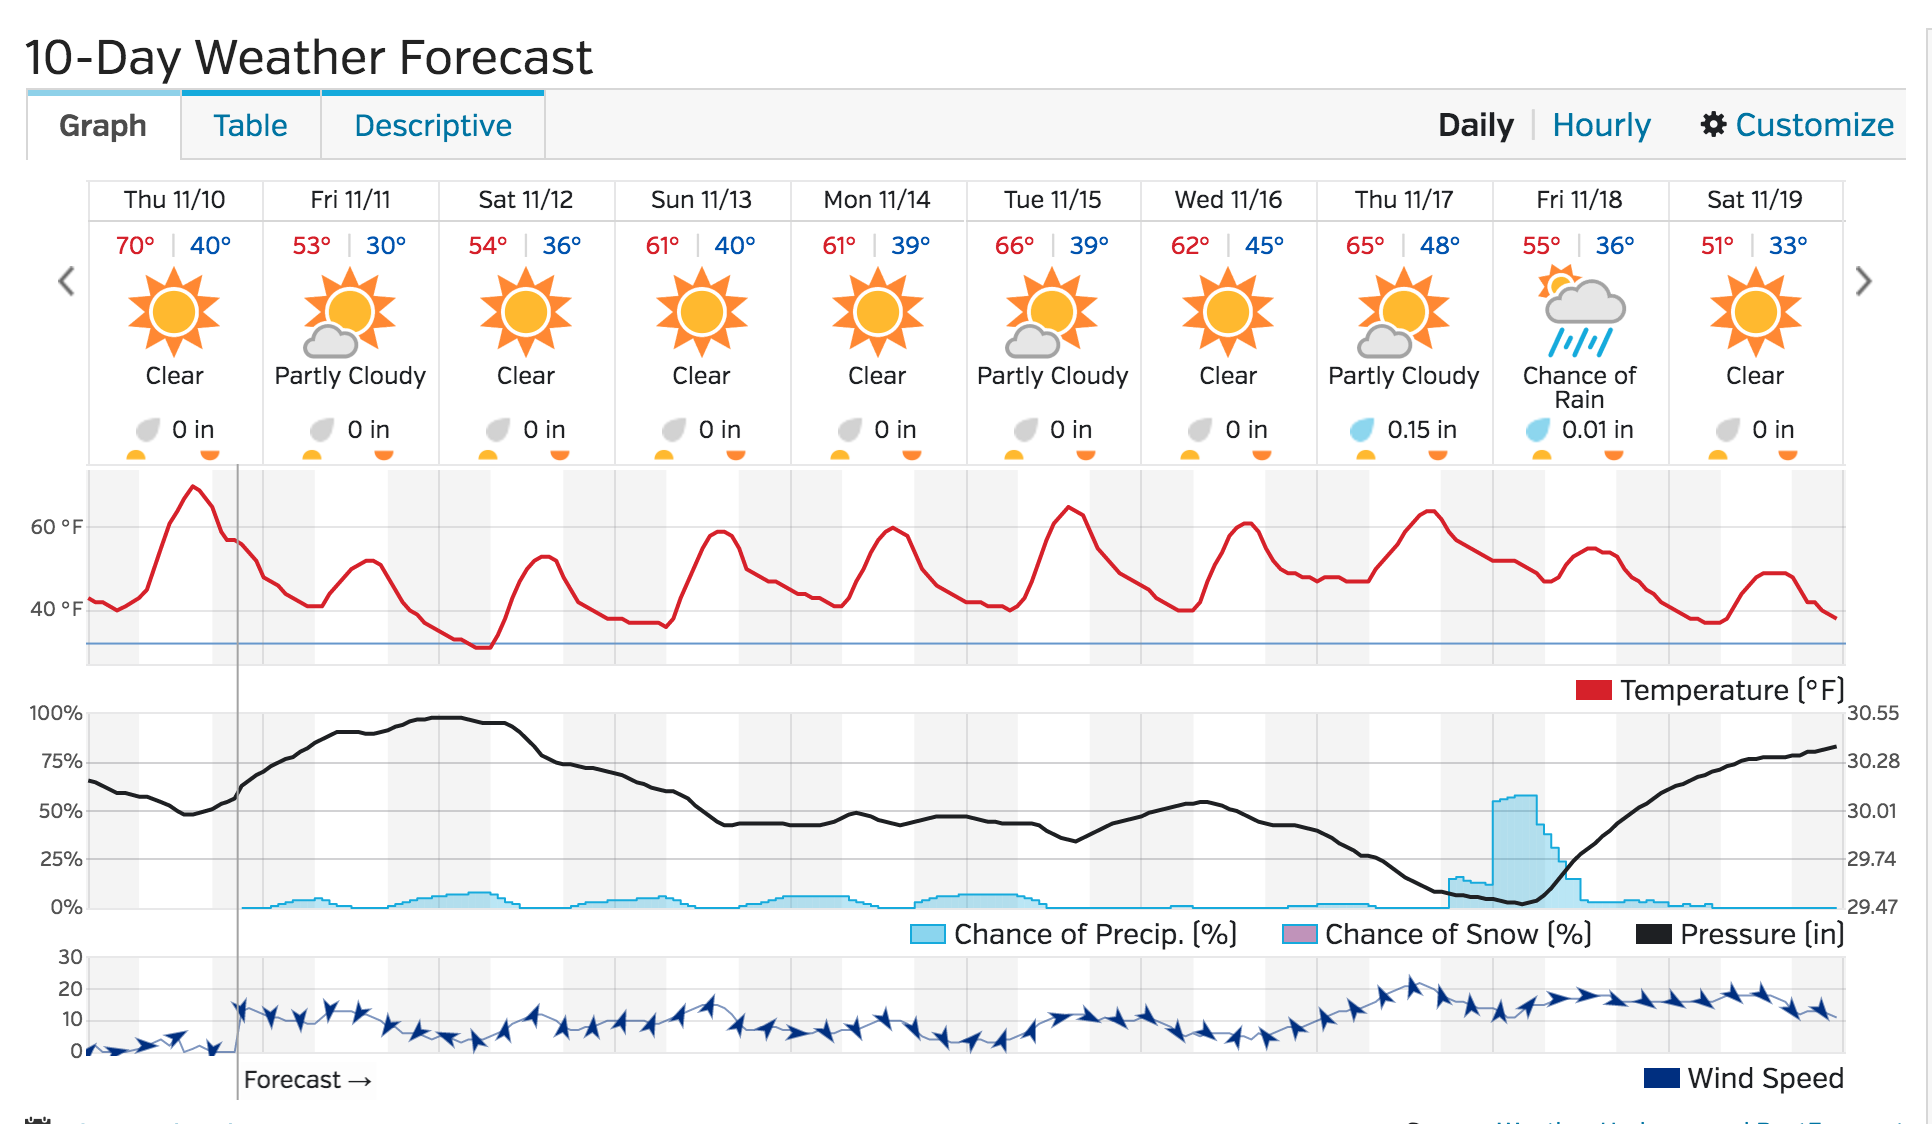 10-Day Weather Forecast
Graph Table Descriptive Daily | Hourly Customize
Thu 11/10 Fri 11/11 Sat 11/12 Sun 11/13 Mon 11/14 Tue 11/15 Wed 11/16 Thu 11/17 Fri 11/18 Sat 11/19
70° | 40° 53° | 30° 54° | 36° 61° | 40° 61° | 39° 66° | 39° 62° | 45° 65° | 48° 55° | 36° 51° | 33°
Clear Partly Cloudy Clear Clear Clear Partly Cloudy Clear Partly Cloudy Chance of Clear
Rain
0 in 0 in 0 in 0 in 0 in 0 in 0 in 0.15 in 0.01 in 0 in
60 °F
40 °F
Temperature (°F)
100% 30.55
75% 30.28
50% 30.01
25% 29.74
0% 29.47
Chance of Precip. (%) Chance of Snow (%) Pressure (in)
30
20
10
0
Forecast →
Wind Speed